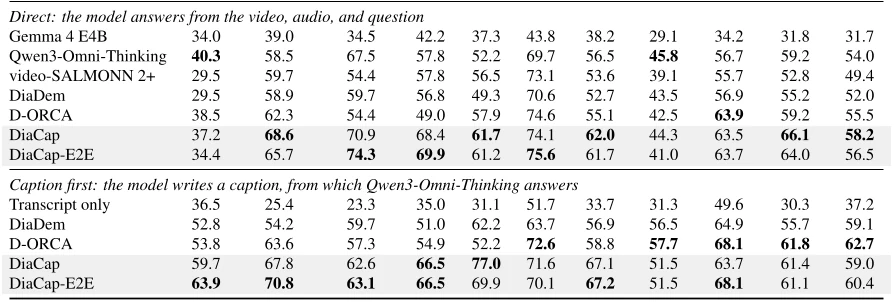 Direct: the model answers from the video, audio, and question
Gemma 4 E4B 34.0 39.0 34.5 42.2 37.3 43.8 38.2 29.1 34.2 31.8 31.7
Qwen3-Omni-Thinking 40.3 58.5 67.5 57.8 52.2 69.7 56.5 45.8 56.7 59.2 54.0
video-SALMONN 2+ 29.5 59.7 54.4 57.8 56.5 73.1 53.6 39.1 55.7 52.8 49.4
DiaDem 29.5 58.9 59.7 56.8 49.3 70.6 52.7 43.5 56.9 55.2 52.0
D-ORCA 38.5 62.3 54.4 49.0 57.9 74.6 55.1 42.5 63.9 59.2 55.5
DiaCap 37.2 68.6 70.9 68.4 61.7 74.1 62.0 44.3 63.5 66.1 58.2
DiaCap-E2E 34.4 65.7 74.3 69.9 61.2 75.6 61.7 41.0 63.7 64.0 56.5
Caption first: the model writes a caption, from which Qwen3-Omni-Thinking answers
Transcript only 36.5 25.4 23.3 35.0 31.1 51.7 33.7 31.3 49.6 30.3 37.2
DiaDem 52.8 54.2 59.7 51.0 62.2 63.7 56.9 56.5 64.9 55.7 59.1
D-ORCA 53.8 63.6 57.3 54.9 52.2 72.6 58.8 57.7 68.1 61.8 62.7
DiaCap 59.7 67.8 62.6 66.5 77.0 71.6 67.1 51.5 63.7 61.4 59.0
DiaCap-E2E 63.9 70.8 63.1 66.5 69.9 70.1 67.2 51.5 68.1 61.1 60.4